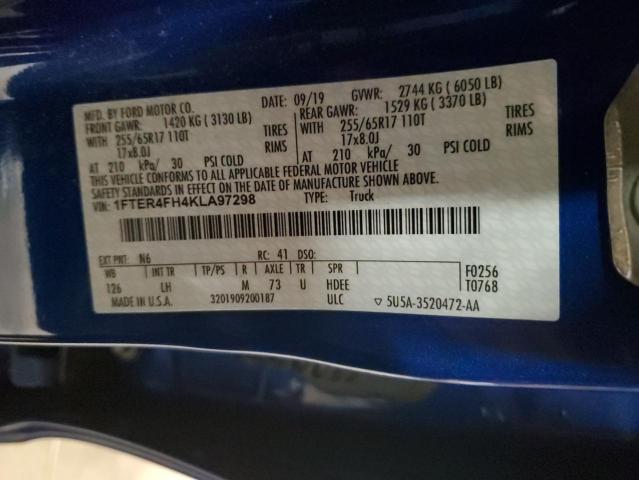 MFD. BY FORD MOTOR CO. DATE: 09/19 GVWR: 2744 KG ( 6050 LB)
FRONT GAWR: 1420 KG ( 3130 LB) REAR GAWR: 1529 KG ( 3370 LB)
WITH 255/65R17 110T TIRES WITH 255/65R17 110T TIRES
17x8.0J RIMS 17x8.0J RIMS
AT 210 kPa/ 30 PSI COLD AT 210 kPa/ 30 PSI COLD
THIS VEHICLE CONFORMS TO ALL APPLICABLE FEDERAL MOTOR VEHICLE
SAFETY STANDARDS IN EFFECT ON THE DATE OF MANUFACTURE SHOWN ABOVE.
VIN: 1FTER4FH4KLA97298 TYPE: Truck
EXT PNT: N6 RC: 41 DSO:
WB INT TR TP/PS R AXLE TR SPR F0256
126 LH M 73 U HDEE T0768
MADE IN U.S.A. 3201909200187 ULC ▽ 5U5A-3520472-AA